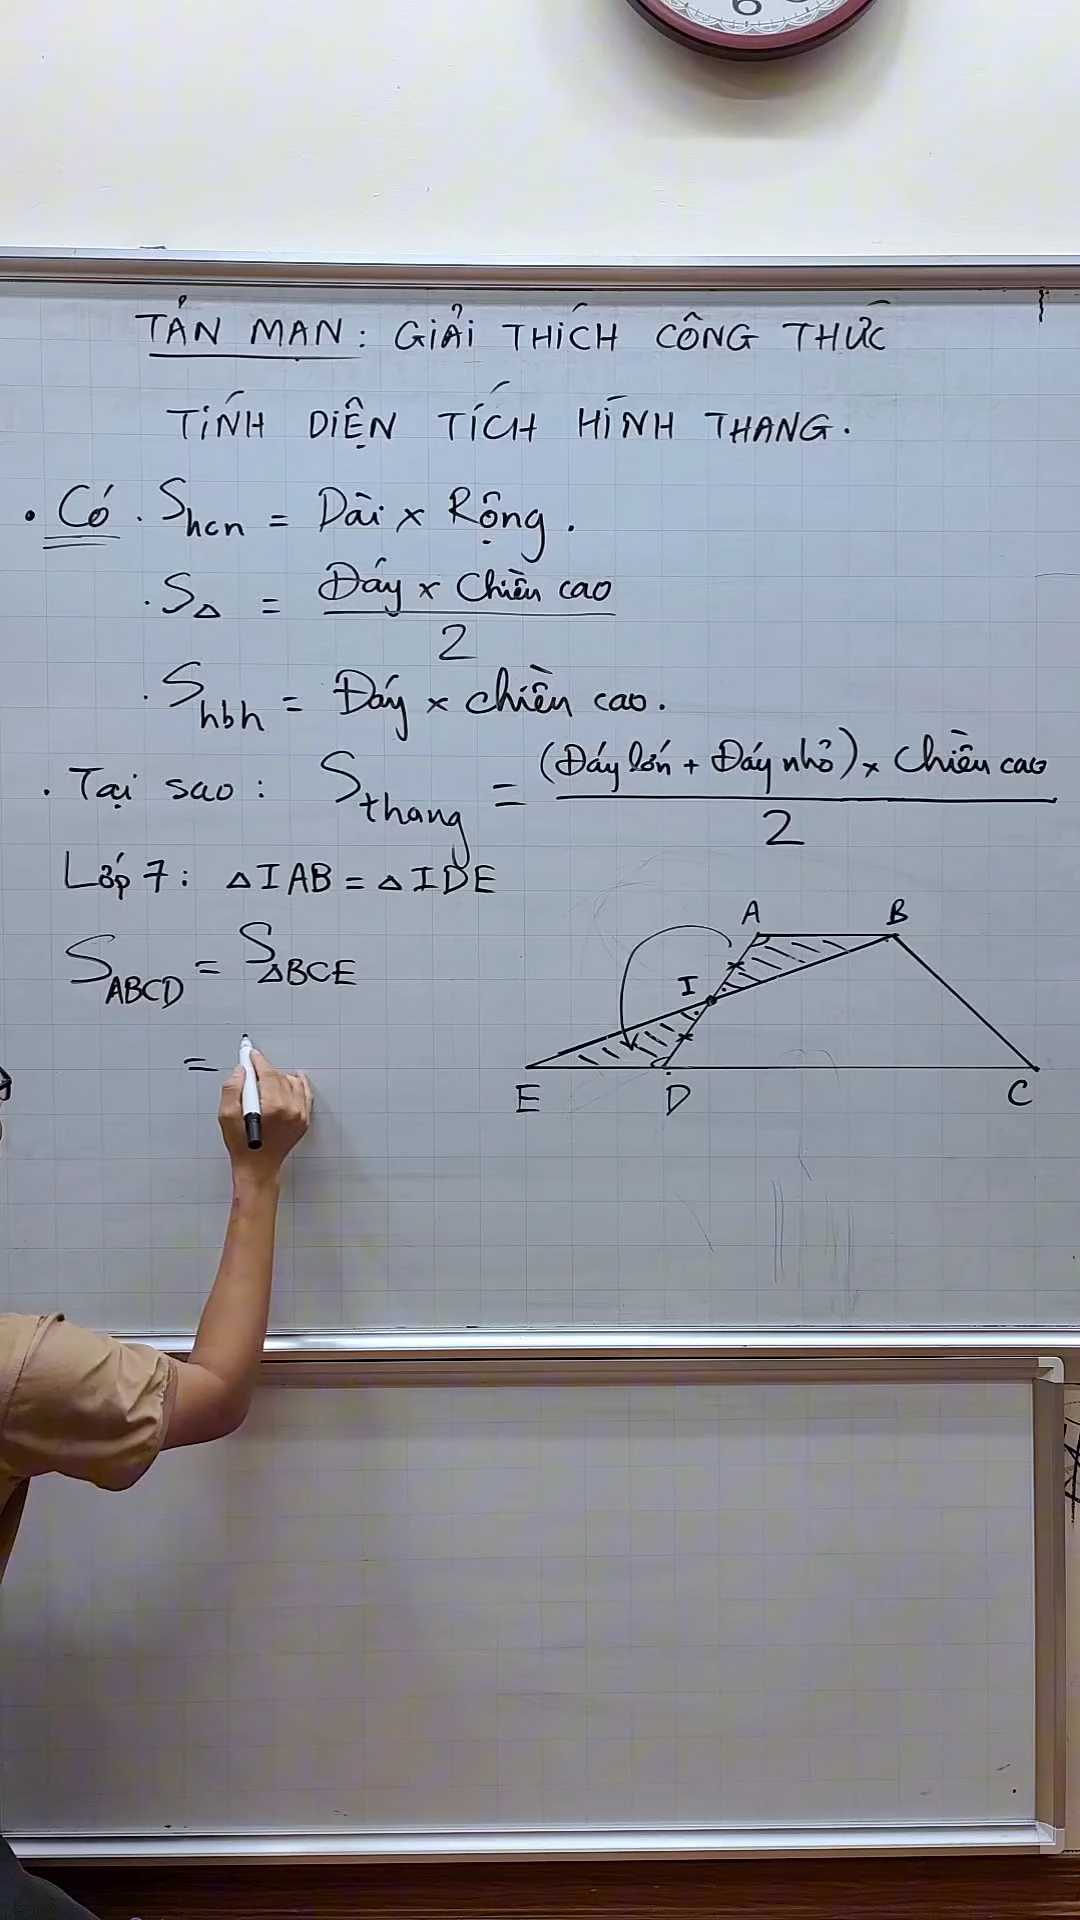 6
TẢN MẠN: GIẢI THÍCH CÔNG THỨC
TÍNH DIỆN TÍCH HÌNH THANG.
• Có . Shcn = Dài x Rộng.
. S△ = Đáy x Chiều cao / 2
. Shbh = Đáy x chiều cao.
. Tại sao: Sthang = (Đáy lớn + Đáy nhỏ) x Chiều cao / 2
Lớp 7: △IAB = △IDE
SABCD = S△BCE
=
A B
I
E D C